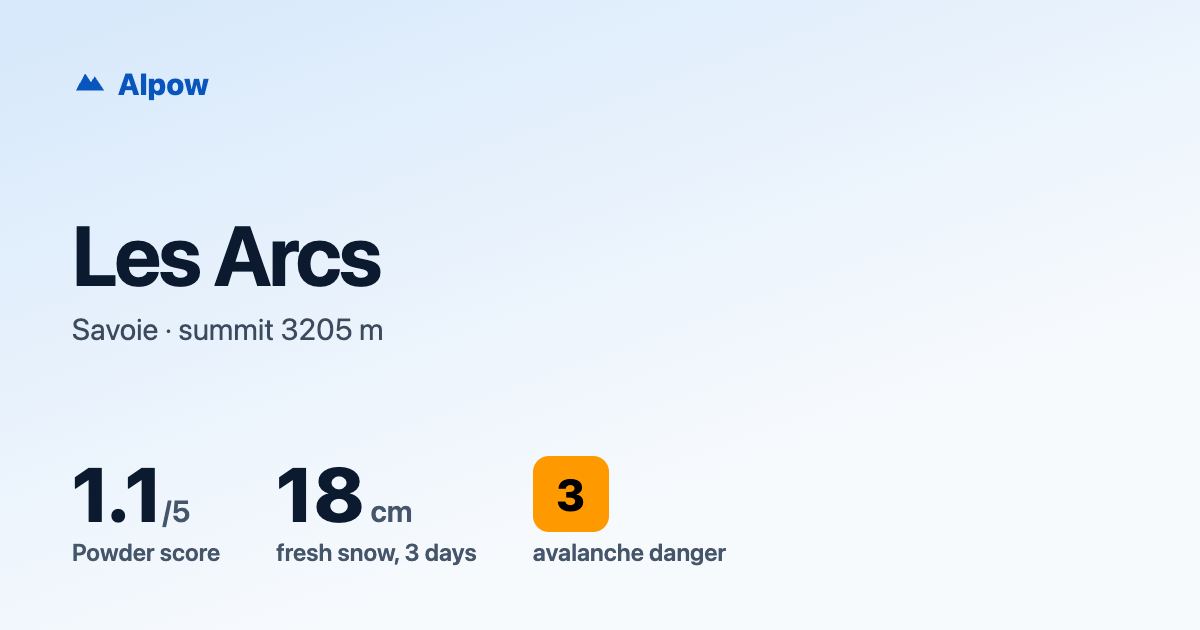 Alpow
Les Arcs
Savoie · summit 3205 m
1.1/5
Powder score
18 cm
fresh snow, 3 days
3
avalanche danger